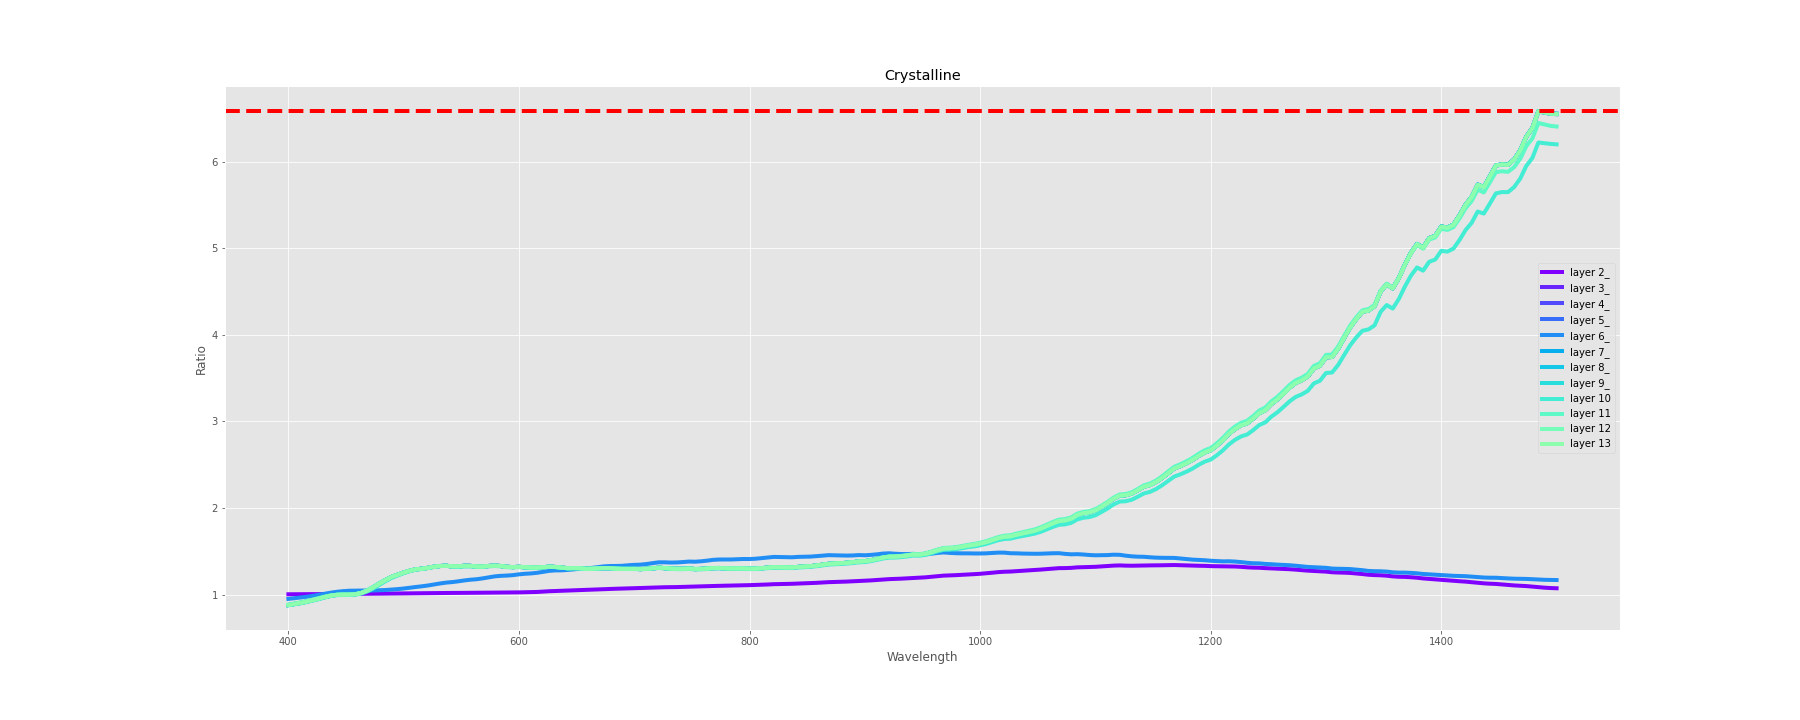 Crystalline
Ratio
6
5
4
3
2
1
layer 2_
layer 3_
layer 4_
layer 5_
layer 6_
layer 7_
layer 8_
layer 9_
layer 10
layer 11
layer 12
layer 13
400 600 800 1000 1200 1400
Wavelength